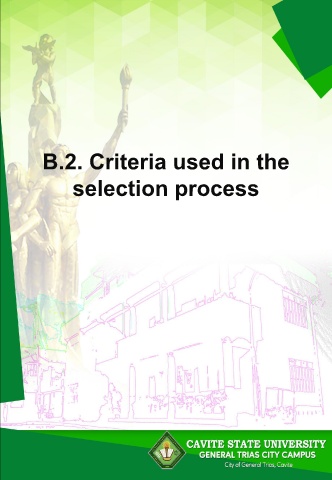 B.2. Criteria used in the
selection process
CAVITE STATE UNIVERSITY
GENERAL TRIAS CITY CAMPUS
City of General Trias, Cavite